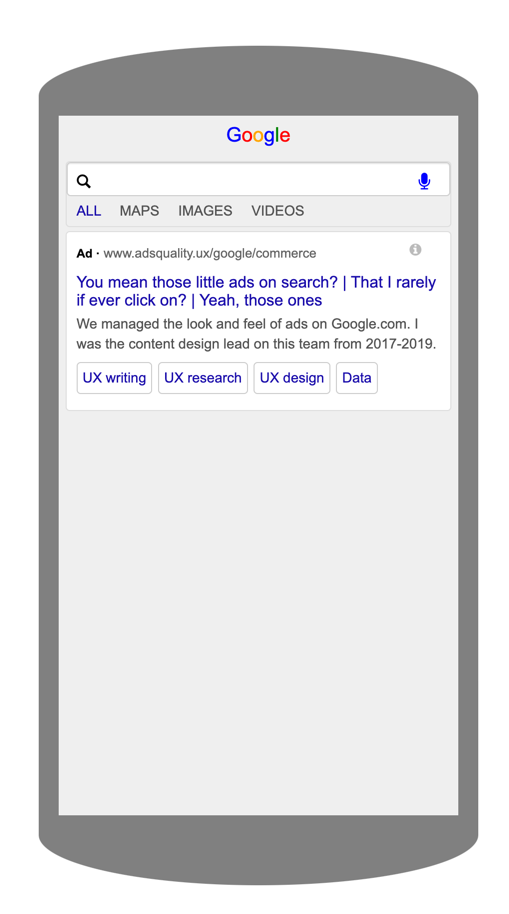 Google
ALL MAPS IMAGES VIDEOS
Ad · www.adsquality.ux/google/commerce
You mean those little ads on search? | That I rarely
if ever click on? | Yeah, those ones
We managed the look and feel of ads on Google.com. I
was the content design lead on this team from 2017-2019.
UX writing UX research UX design Data